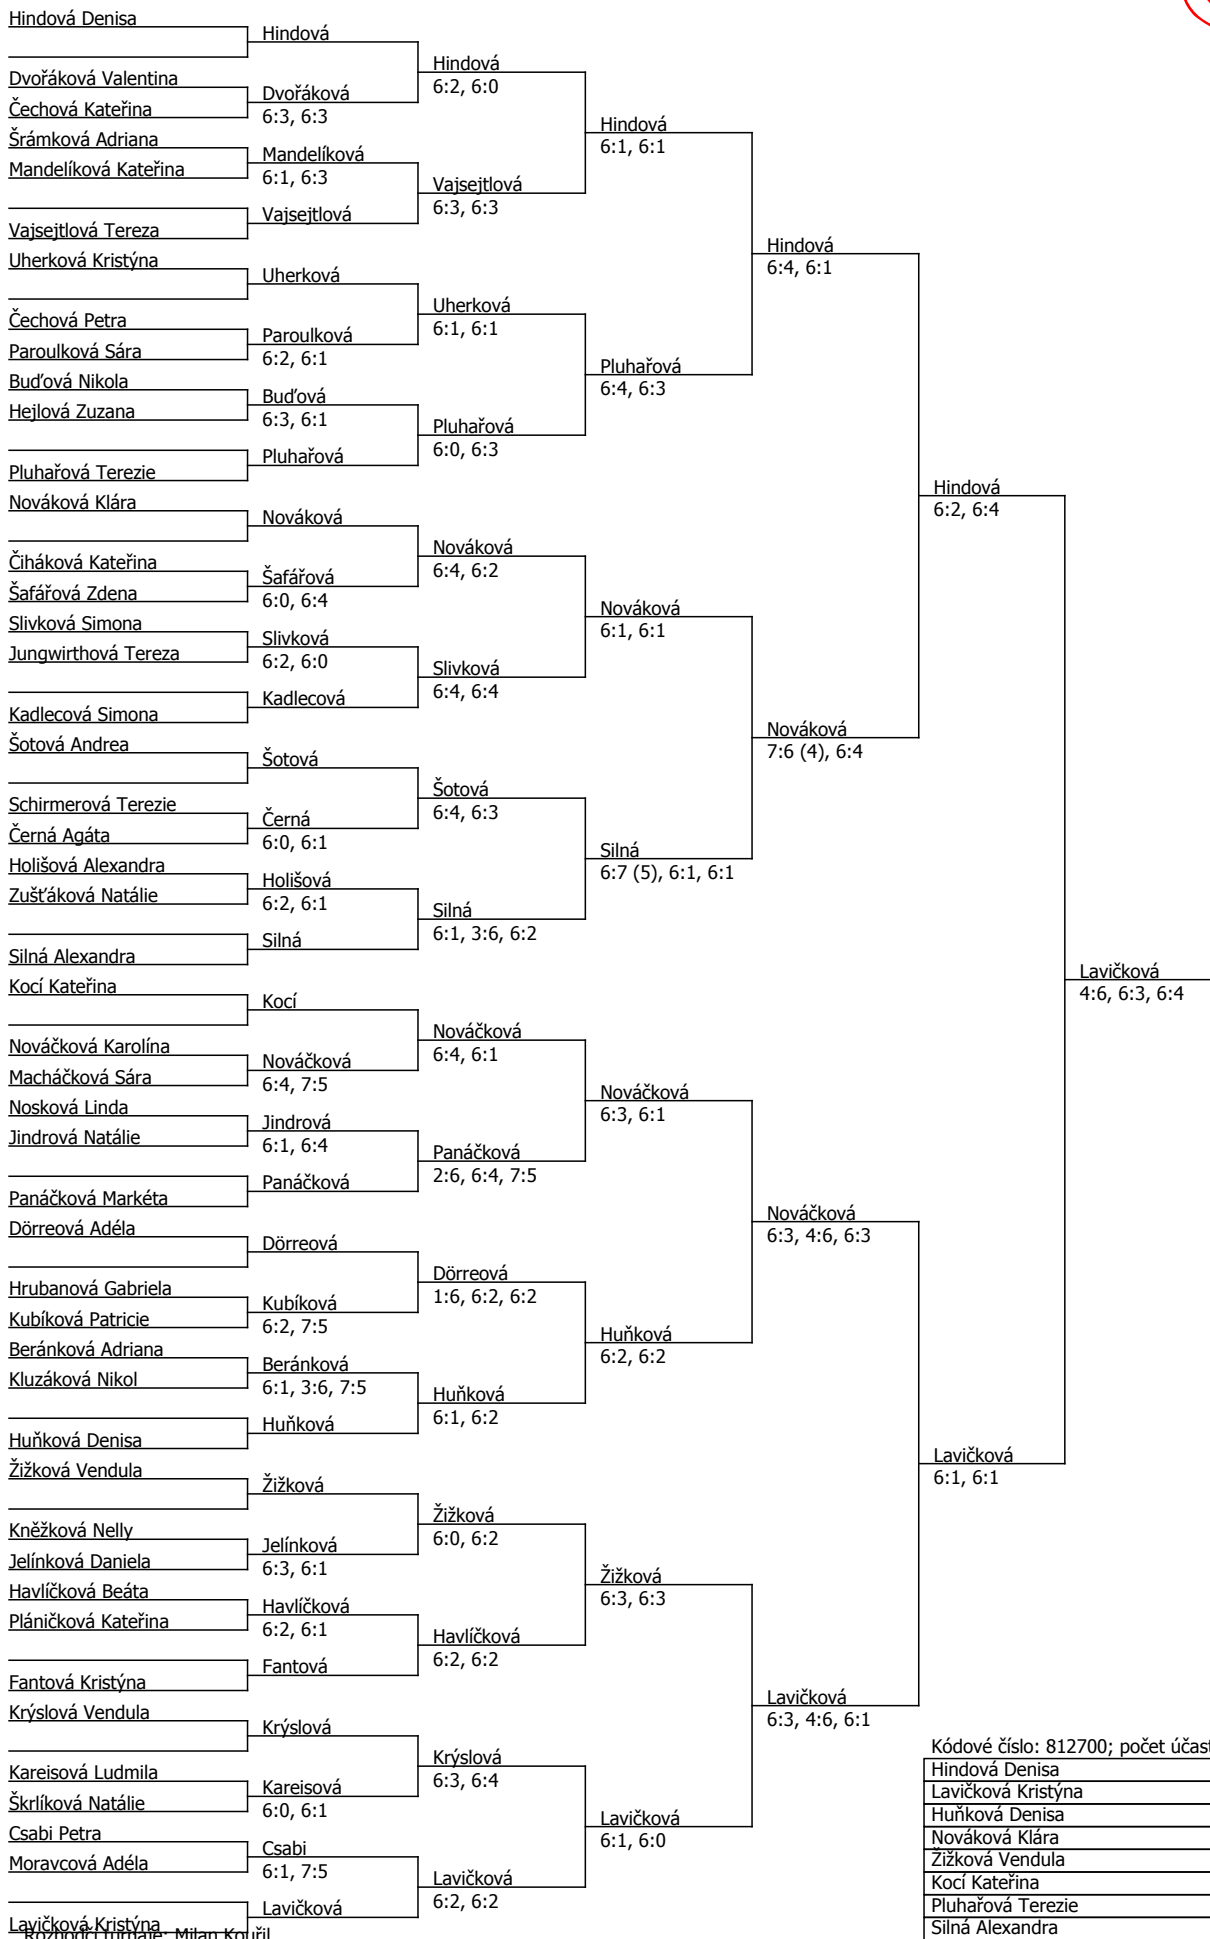 Hindová Denisa
Dvořáková Valentina
Čechová Kateřina
Šrámková Adriana
Mandelíková Kateřina
Vajsejtlová Tereza
Uherková Kristýna
Čechová Petra
Paroulková Sára
Buďová Nikola
Hejlová Zuzana
Pluhařová Terezie
Nováková Klára
Čiháková Kateřina
Šafářová Zdena
Slivková Simona
Jungwirthová Tereza
Kadlecová Simona
Šotová Andrea
Schirmerová Terezie
Černá Agáta
Holišová Alexandra
Zušťáková Natálie
Silná Alexandra
Kocí Kateřina
Nováčková Karolína
Macháčková Sára
Nosková Linda
Jindrová Natálie
Panáčková Markéta
Dörreová Adéla
Hrubanová Gabriela
Kubíková Patricie
Beránková Adriana
Kluzáková Nikol
Huňková Denisa
Žižková Vendula
Kněžková Nelly
Jelínková Daniela
Havlíčková Beáta
Pláničková Kateřina
Fantová Kristýna
Krýslová Vendula
Kareisová Ludmila
Škrlíková Natálie
Csabi Petra
Moravcová Adéla
Lavičková Kristýna
Rozhodčí turnaje: Milan Kouřil
Hindová
Dvořáková
6:3, 6:3
Mandelíková
6:1, 6:3
Vajsejtlová
Uherková
Paroulková
6:2, 6:1
Buďová
6:3, 6:1
Pluhařová
Nováková
Šafářová
6:0, 6:4
Slivková
6:2, 6:0
Kadlecová
Šotová
Černá
6:0, 6:1
Holišová
6:2, 6:1
Silná
Kocí
Nováčková
6:4, 7:5
Jindrová
6:1, 6:4
Panáčková
Dörreová
Kubíková
6:2, 7:5
Beránková
6:1, 3:6, 7:5
Huňková
Žižková
Jelínková
6:3, 6:1
Havlíčková
6:2, 6:1
Fantová
Krýslová
Kareisová
6:0, 6:1
Csabi
6:1, 7:5
Lavičková
Hindová
6:2, 6:0
Vajsejtlová
6:3, 6:3
Uherková
6:1, 6:1
Pluhařová
6:0, 6:3
Nováková
6:4, 6:2
Slivková
6:4, 6:4
Šotová
6:4, 6:3
Silná
6:1, 3:6, 6:2
Nováčková
6:4, 6:1
Panáčková
2:6, 6:4, 7:5
Dörreová
1:6, 6:2, 6:2
Huňková
6:1, 6:2
Žižková
6:0, 6:2
Havlíčková
6:2, 6:2
Krýslová
6:3, 6:4
Lavičková
6:2, 6:2
Hindová
6:1, 6:1
Pluhařová
6:4, 6:3
Nováková
6:1, 6:1
Silná
6:7 (5), 6:1, 6:1
Nováčková
6:3, 6:1
Huňková
6:2, 6:2
Žižková
6:3, 6:3
Lavičková
6:1, 6:0
Hindová
6:4, 6:1
Nováková
7:6 (4), 6:4
Nováčková
6:3, 4:6, 6:3
Lavičková
6:3, 4:6, 6:1
Hindová
6:2, 6:4
Lavičková
6:1, 6:1
Lavičková
4:6, 6:3, 6:4
Kódové číslo: 812700; počet účast
Hindová Denisa
Lavičková Kristýna
Huňková Denisa
Nováková Klára
Žižková Vendula
Kocí Kateřina
Pluhařová Terezie
Silná Alexandra